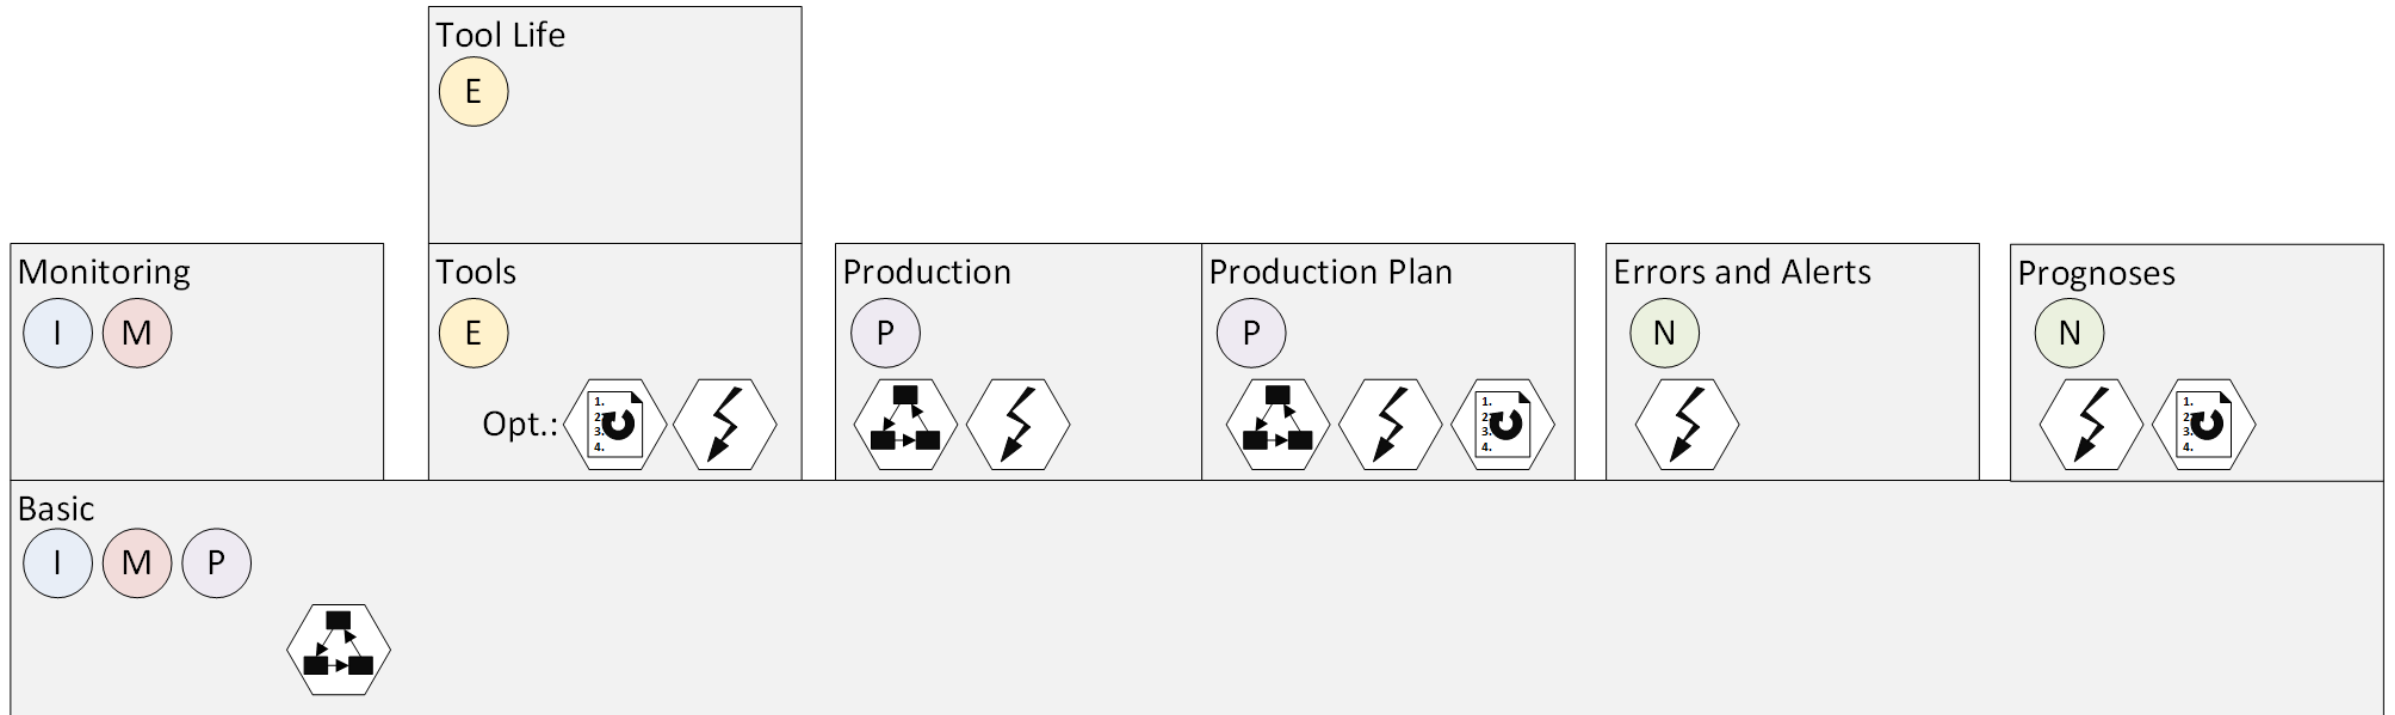 Tool Life
E
Monitoring
I M
Tools
E
Opt.:
1.
2.
3.
4.
Production
P
Production Plan
P
1.
2.
3.
4.
Errors and Alerts
N
Prognoses
N
1.
2.
3.
4.
Basic
I M P